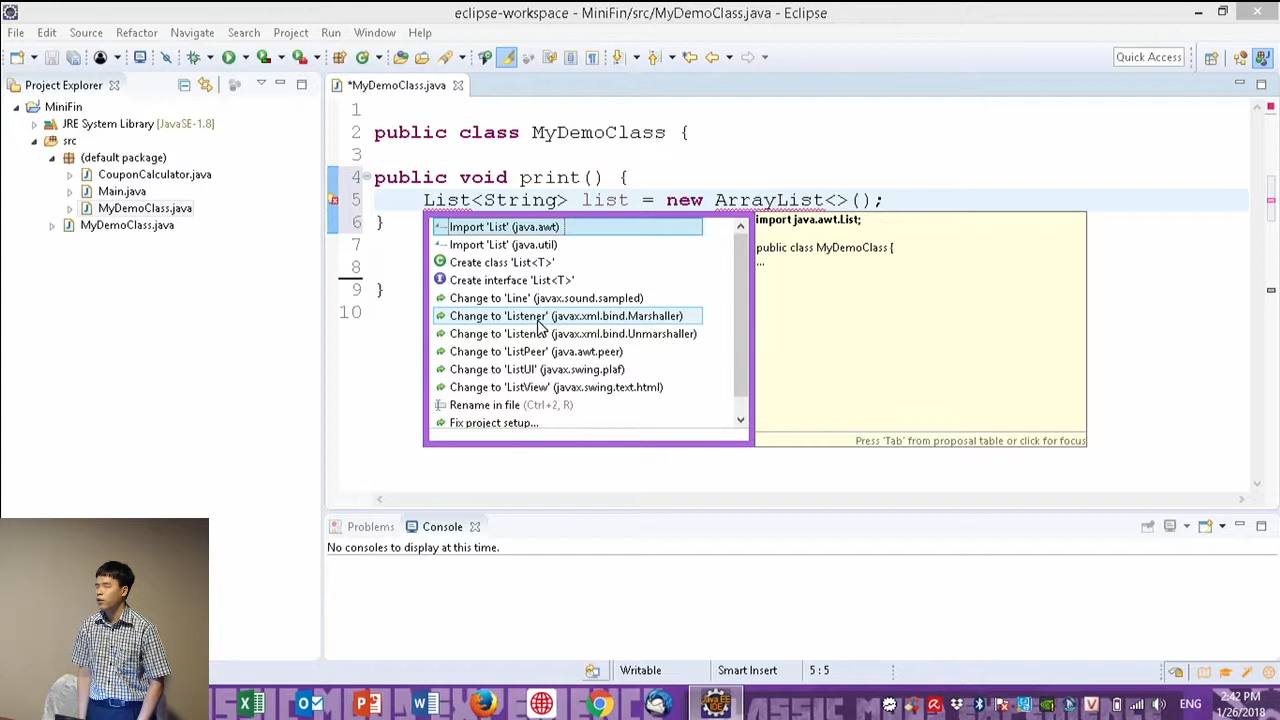 eclipse-workspace - MiniFin/src/MyDemoClass.java - Eclipse
File Edit Source Refactor Navigate Search Project Run Window Help
Quick Access
Project Explorer
*MyDemoClass.java
MiniFin
JRE System Library [JavaSE-1.8]
src
(default package)
CouponCalculator.java
Main.java
MyDemoClass.java
MyDemoClass.java
1
2 public class MyDemoClass {
3
4 public void print() {
5 List<String> list = new ArrayList<>();
6 }
7
8
9 }
10
Import 'List' (java.awt)
Import 'List' (java.util)
Create class 'List<T>'
Create interface 'List<T>'
Change to 'Line' (javax.sound.sampled)
Change to 'Listener' (javax.xml.bind.Marshaller)
Change to 'Listener' (javax.xml.bind.Unmarshaller)
Change to 'ListPeer' (java.awt.peer)
Change to 'ListUI' (javax.swing.plaf)
Change to 'ListView' (javax.swing.text.html)
Rename in file (Ctrl+2, R)
Fix project setup...
import java.awt.List;
public class MyDemoClass {
...
Press 'Tab' from proposal table or click for focus
Problems Console
No consoles to display at this time.
Writable Smart Insert 5 : 5
Java EE
IDE
ENG
2:42 PM
1/26/2018